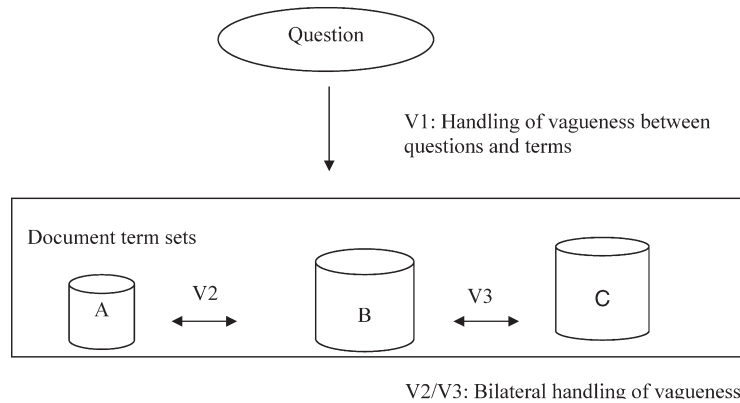 Question
V1: Handling of vagueness between
questions and terms
Document term sets
A
V2
B
V3
C
V2/V3: Bilateral handling of vagueness